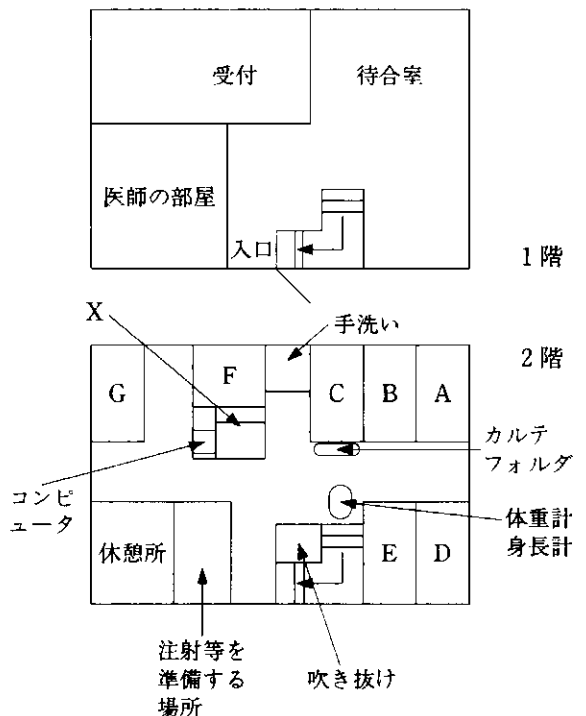 受付
待合室
医師の部屋
入口
1階
X
手洗い
2階
G
F
C
B
A
カルテ
フォルダ
コンピ
ュータ
体重計
身長計
休憩所
E
D
注射等を
準備する
場所
吹き抜け